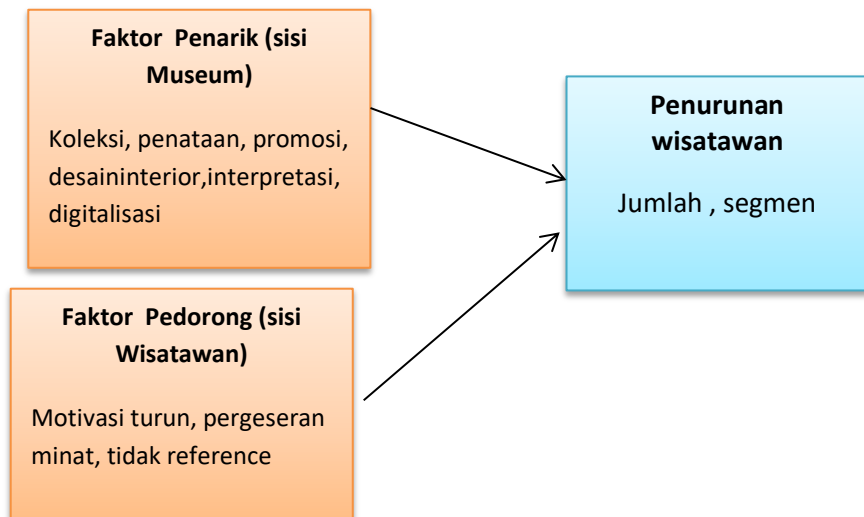 Faktor  Penarik (sisi
Museum)
Koleksi, penataan, promosi,
desaininterior,interpretasi,
digitalisasi
Penurunan
wisatawan
Jumlah , segmen
Faktor  Pedorong (sisi
Wisatawan)
Motivasi turun, pergeseran
minat, tidak reference